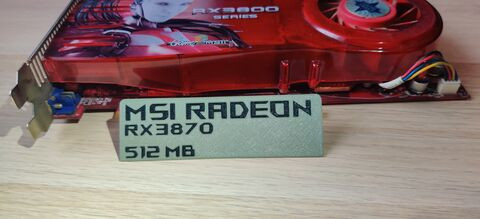 RX3800
SERIES
MSI RADEON
RX3870
512 MB